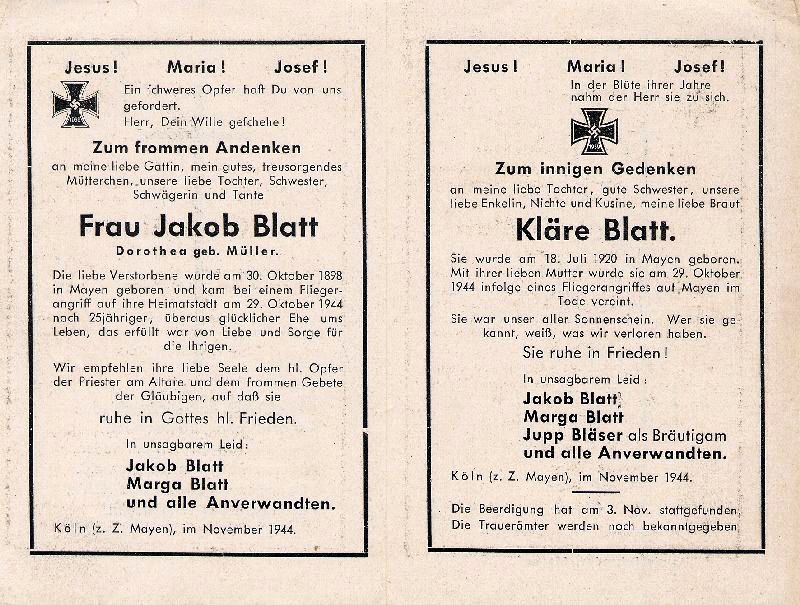 Jesus! Maria! Josef!
Ein schweres Opfer hast Du von uns
gefordert.
Herr, Dein Wille geschehe!
Zum frommen Andenken
an meine liebe Gattin, mein gutes, treusorgendes
Mütterchen, unsere liebe Tochter, Schwester,
Schwägerin und Tante
Frau Jakob Blatt
Dorothea geb. Müller.
Die liebe Verstorbene wurde am 30. Oktober 1898
in Mayen geboren und kam bei einem Flieger-
angriff auf ihre Heimatstadt am 29. Oktober 1944
nach 25jähriger, überaus glücklicher Ehe ums
Leben, das erfüllt war von Liebe und Sorge für
die Ihrigen.
Wir empfehlen ihre liebe Seele dem hl. Opfer
der Priester am Altare und dem frommen Gebete
der Gläubigen, auf daß sie
ruhe in Gottes hl. Frieden.
In unsagbarem Leid:
Jakob Blatt
Marga Blatt
und alle Anverwandten.
Köln (z. Z. Mayen), im November 1944.
Jesus! Maria! Josef!
In der Blüte ihrer Jahre
nahm der Herr sie zu sich.
1939
Zum innigen Gedenken
an meine liebe Tochter, gute Schwester, unsere
liebe Enkelin, Nichte und Kusine, meine liebe Braut
Kläre Blatt.
Sie wurde am 18. Juli 1920 in Mayen geboren.
Mit ihrer lieben Mutter wurde sie am 29. Oktober
1944 infolge eines Fliegerangriffes auf Mayen im
Tode vereint.
Sie war unser aller Sonnenschein. Wer sie ge-
kannt, weiß, was wir verloren haben.
Sie ruhe in Frieden!
In unsagbarem Leid:
Jakob Blatt
Marga Blatt
Jupp Bläser als Bräutigam
und alle Anverwandten.
Köln (z. Z. Mayen), im November 1944.
Die Beerdigung hat am 3. Nov. stattgefunden.
Die Traueràmter werden noch bekanntgegeben.